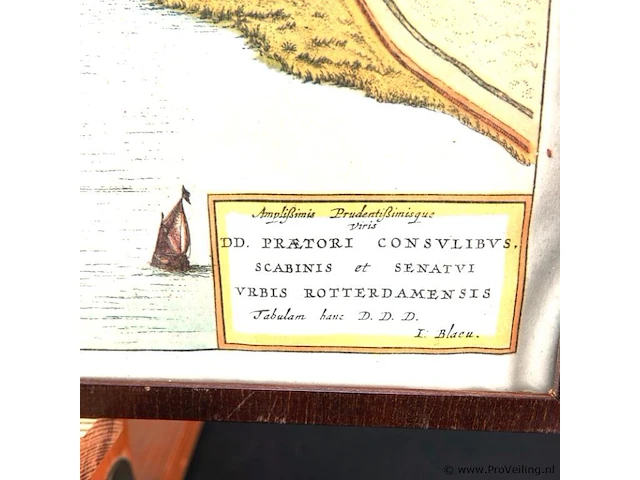 Amplißimis Prudentißimisque
Viris
DD. PRÆTORI CONSVLIBVS.
SCABINIS et SENATVI
VRBIS ROTTERDAMENSIS
Tabulam hanc D. D. D.
I. Blaeu.
© www.ProVeiling.nl